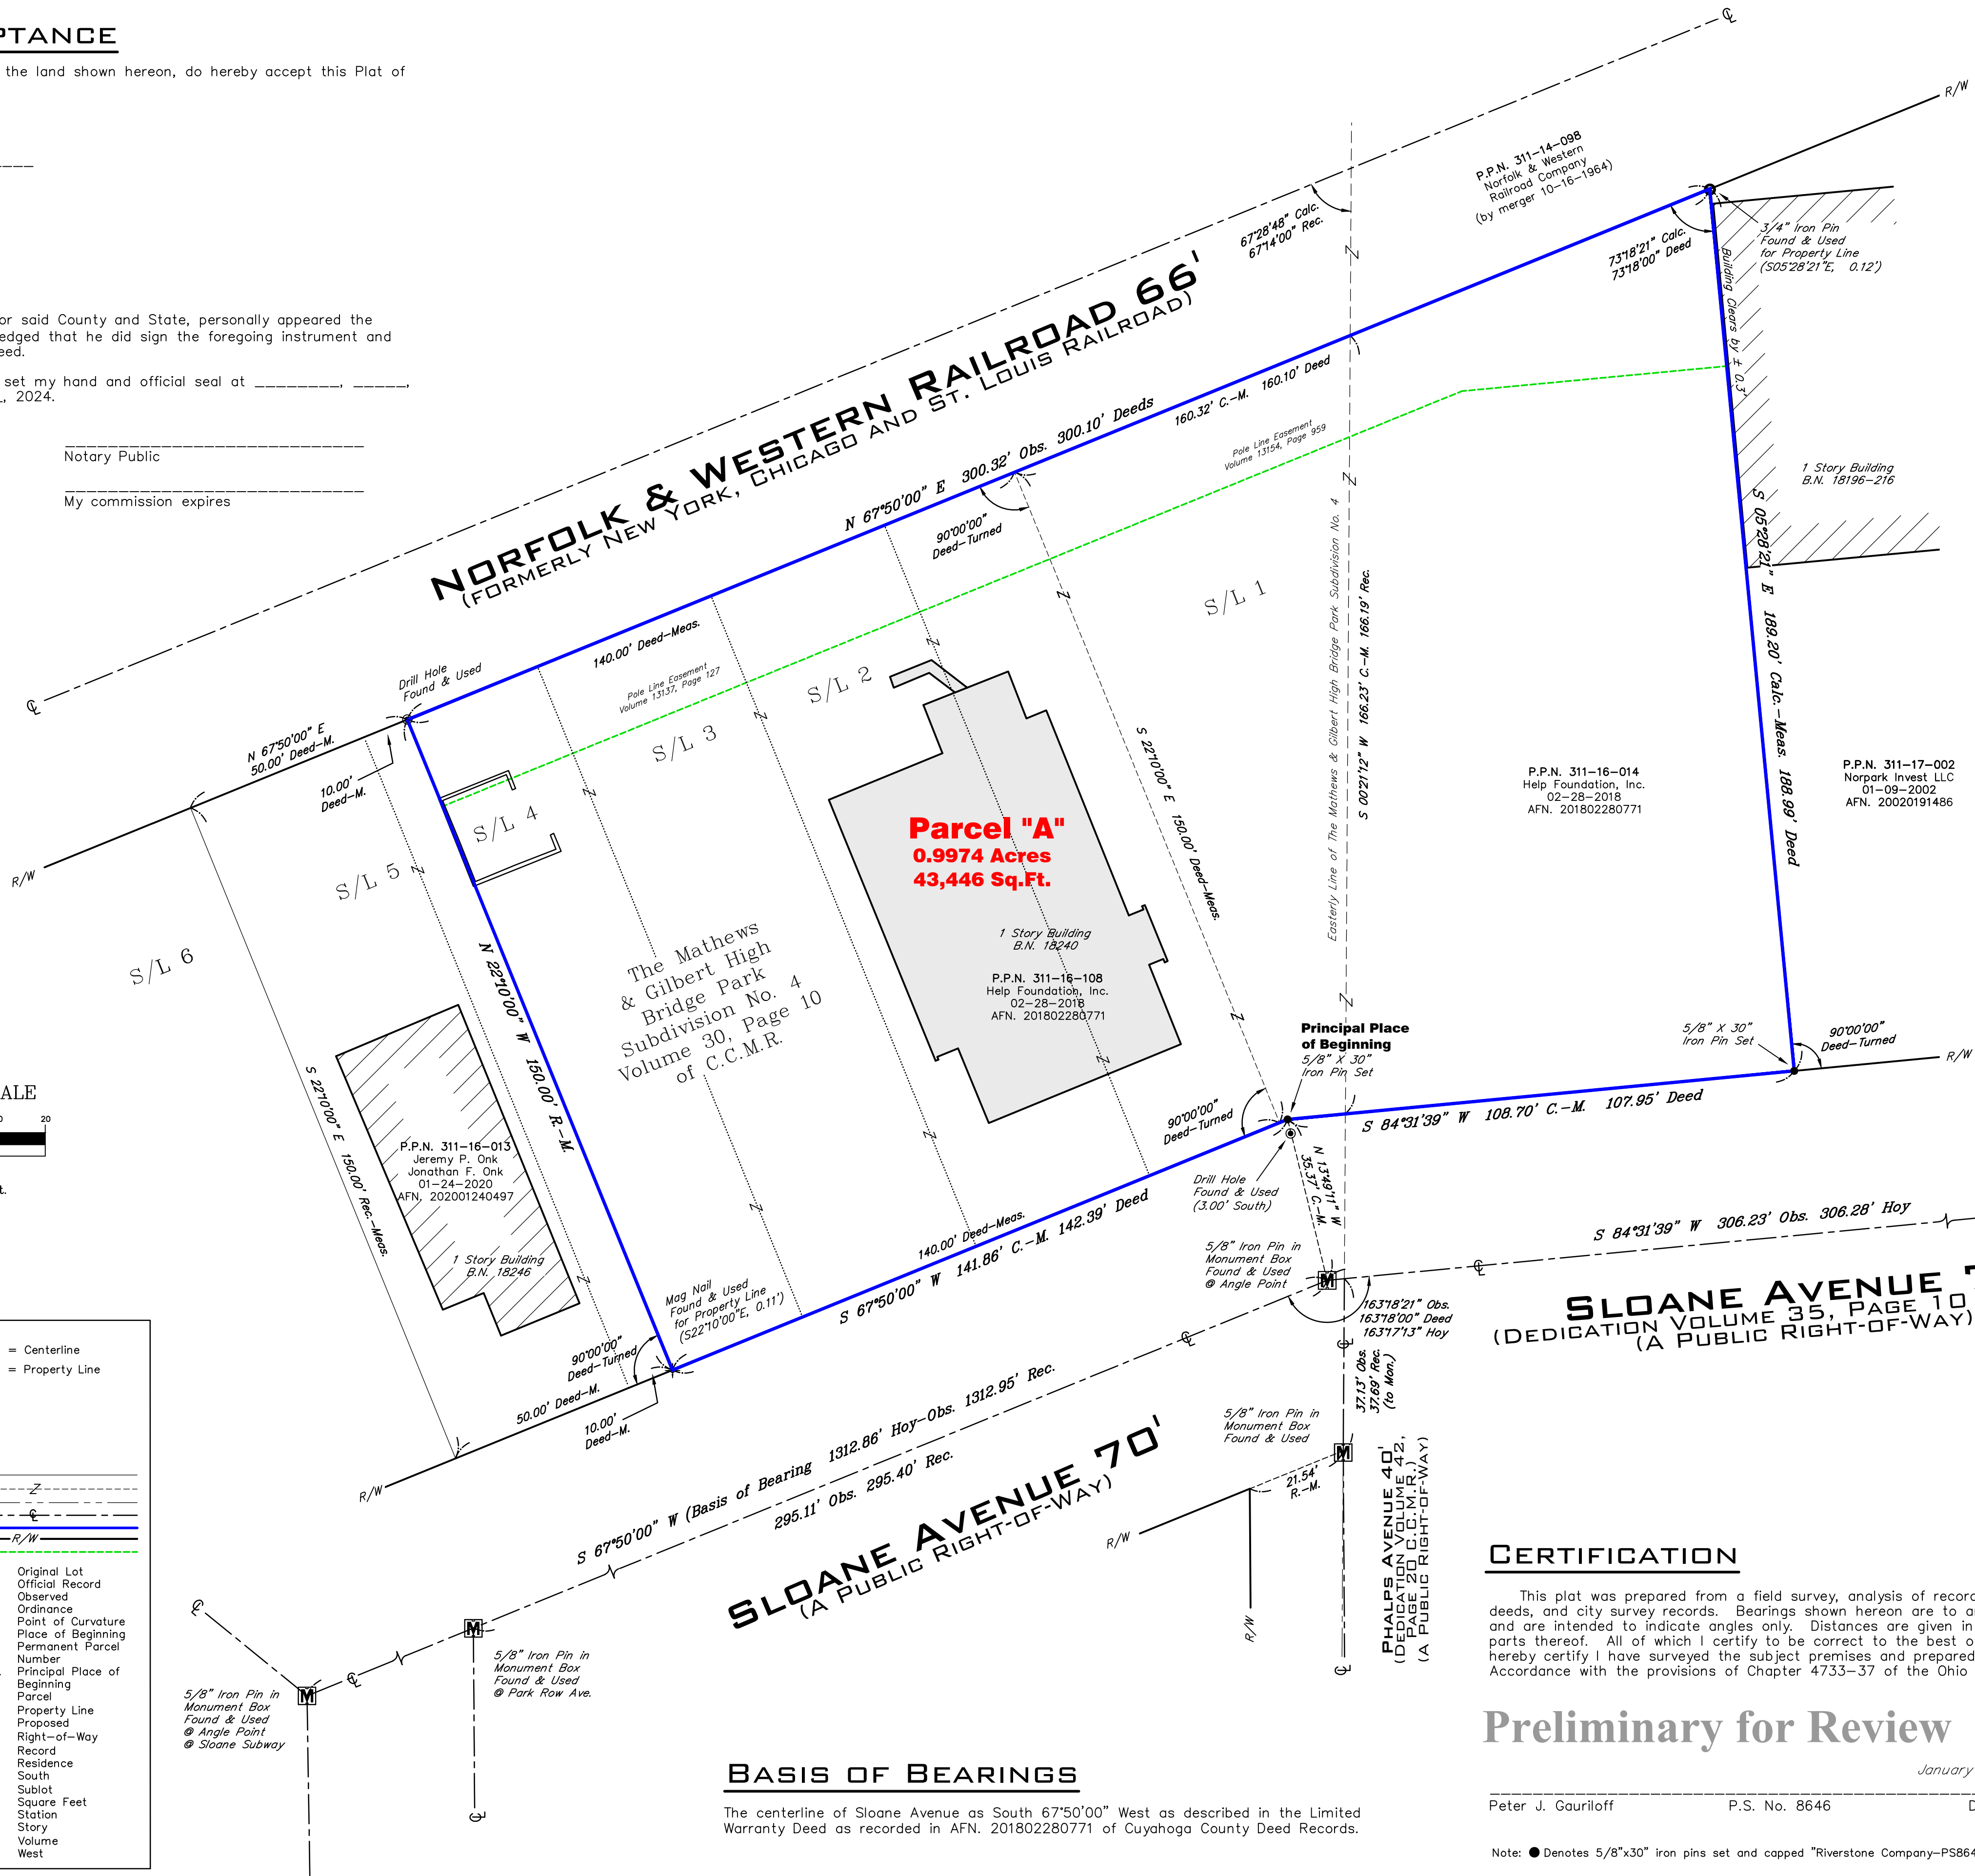 PTANCE
the land shown hereon, do hereby accept this Plat of
or said County and State, personally appeared the
edged that he did sign the foregoing instrument and
eed.
set my hand and official seal at ________, _____,
_, 2024.
Notary Public
My commission expires
NORFOLK & WESTERN RAILROAD 66'
(FORMERLY NEW YORK, CHICAGO AND ST. LOUIS RAILROAD)
67°28'48" Calc.
67°14'00" Rec.
P.P.N. 311-14-098
Norfolk & Western
Railroad Company
(by merger 10-16-1964)
R/W
73°18'21" Calc.
73°18'00" Deed
3/4" Iron Pin
Found & Used
for Property Line
(S05°28'21"E, 0.12')
Building Clears by ± 0.3'
1 Story Building
B.N. 18196-216
N 67°50'00" E 300.32' Obs. 300.10' Deeds
160.32' C.-M. 160.10' Deed
Pole Line Easement
Volume 13154, Page 959
90°00'00"
Deed-Turned
140.00' Deed-Meas.
Pole Line Easement
Volume 13137, Page 127
Drill Hole
Found & Used
N 67°50'00" E
50.00' Deed-M.
10.00'
Deed-M.
R/W
S/L 1
S/L 2
S/L 3
S/L 4
S/L 5
S/L 6
S 22°10'00" E 150.00' Deed-Meas.
Easterly Line of The Mathews & Gilbert High Bridge Park Subdivision No. 4
S 00°21'12" W 166.23' C.-M. 166.19' Rec.
S 05°28'21" E 189.20' Calc.-Meas. 188.99' Deed
P.P.N. 311-16-014
Help Foundation, Inc.
02-28-2018
AFN. 201802280771
P.P.N. 311-17-002
Norpark Invest LLC
01-09-2002
AFN. 20020191486
Parcel "A"
0.9974 Acres
43,446 Sq.Ft.
1 Story Building
B.N. 18240
P.P.N. 311-16-108
Help Foundation, Inc.
02-28-2018
AFN. 201802280771
The Mathews
& Gilbert High
Bridge Park
Subdivision No. 4
Volume 30, Page 10
of C.C.M.R.
N 22°10'00" W 150.00' R.-M.
S 22°10'00" E 150.00' Rec.-Meas.
P.P.N. 311-16-013
Jeremy P. Onk
Jonathan F. Onk
01-24-2020
AFN. 202001240497
1 Story Building
B.N. 18246
Principal Place
of Beginning
5/8" X 30"
Iron Pin Set
5/8" X 30"
Iron Pin Set
90°00'00"
Deed-Turned
R/W
90°00'00"
Deed-Turned
S 84°31'39" W 108.70' C.-M. 107.95' Deed
Drill Hole
Found & Used
(3.00' South)
N 13°49'11" W
35.37' C.-M.
140.00' Deed-Meas.
S 67°50'00" W 141.86' C.-M. 142.39' Deed
Mag Nail
Found & Used
for Property Line
(S22°10'00"E, 0.11')
90°00'00"
Deed-Turned
50.00' Deed-M.
10.00'
Deed-M.
R/W
5/8" Iron Pin in
Monument Box
Found & Used
@ Angle Point
M
163°18'21" Obs.
163°18'00" Deed
163°17'13" Hoy
S 84°31'39" W 306.23' Obs. 306.28' Hoy
SLOANE AVENUE 7
(DEDICATION VOLUME 35, PAGE 10
(A PUBLIC RIGHT-OF-WAY)
37.13' Obs.
37.69' Rec.
(to Mon.)
5/8" Iron Pin in
Monument Box
Found & Used
M
21.54'
R.-M.
R/W
R/W
PHALPS AVENUE 40'
(DEDICATION VOLUME 42,
PAGE 20 C.C.M.R.)
(A PUBLIC RIGHT-OF-WAY)
S 67°50'00" W (Basis of Bearing 1312.86' Hoy-Obs. 1312.95' Rec.
295.11' Obs. 295.40' Rec.
SLOANE AVENUE 70'
(A PUBLIC RIGHT-OF-WAY)
M
5/8" Iron Pin in
Monument Box
Found & Used
@ Park Row Ave.
M
5/8" Iron Pin in
Monument Box
Found & Used
@ Angle Point
@ Sloane Subway
ALE
0 20
t.
= Centerline
= Property Line
Z
R/W
Original Lot
Official Record
Observed
Ordinance
Point of Curvature
Place of Beginning
Permanent Parcel
Number
Principal Place of
Beginning
Parcel
Property Line
Proposed
Right-of-Way
Record
Residence
South
Sublot
Square Feet
Station
Story
Volume
West
BASIS OF BEARINGS
The centerline of Sloane Avenue as South 67°50'00" West as described in the Limited
Warranty Deed as recorded in AFN. 201802280771 of Cuyahoga County Deed Records.
CERTIFICATION
This plat was prepared from a field survey, analysis of record
deeds, and city survey records. Bearings shown hereon are to a
and are intended to indicate angles only. Distances are given in
parts thereof. All of which I certify to be correct to the best o
hereby certify I have surveyed the subject premises and prepared
Accordance with the provisions of Chapter 4733-37 of the Ohio
Preliminary for Review
January
Peter J. Gauriloff P.S. No. 8646 D
Note: ● Denotes 5/8"x30" iron pins set and capped "Riverstone Company-PS864